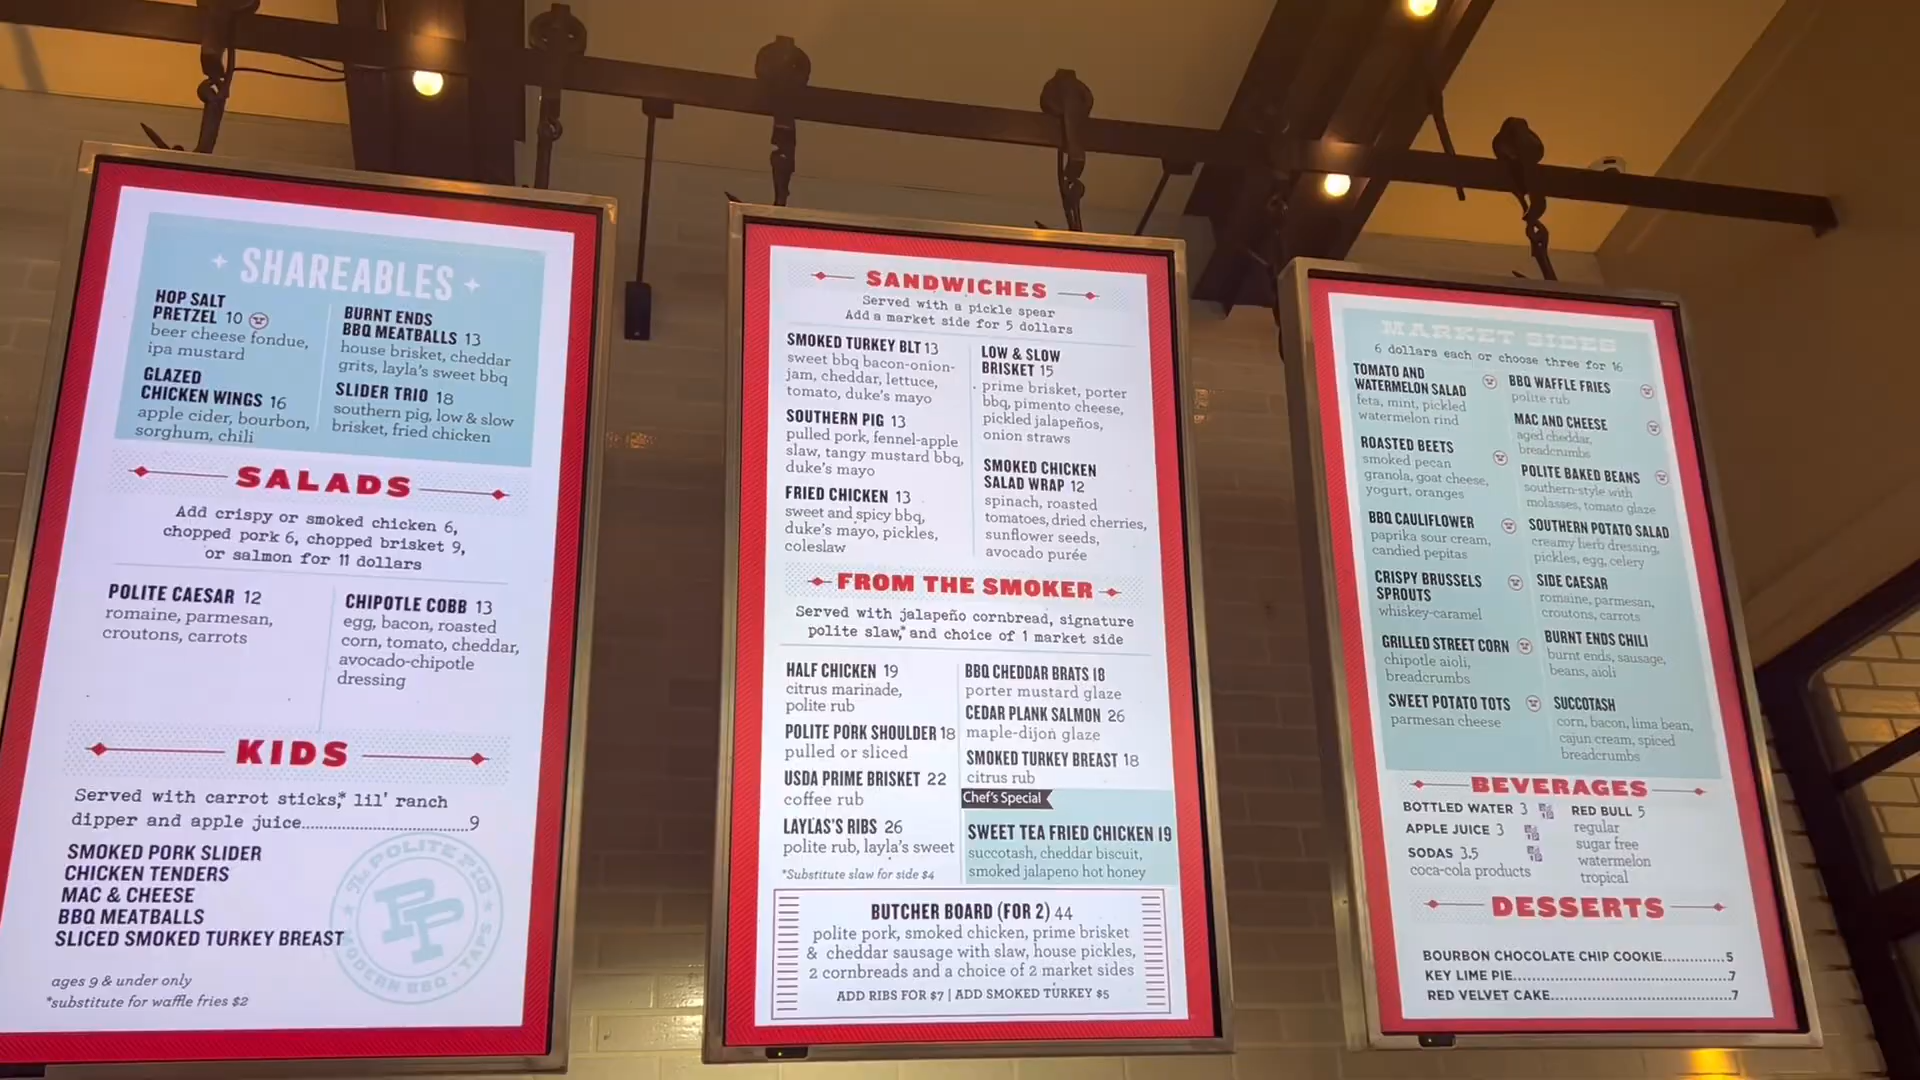 SHAREABLES
HOP SALT
PRETZEL 10
beer cheese fondue,
ipa mustard
GLAZED
CHICKEN WINGS 16
apple cider, bourbon,
sorghum, chili
BURNT ENDS
BBQ MEATBALLS 13
house brisket, cheddar
grits, layla's sweet bbq
SLIDER TRIO 18
southern pig, low & slow
brisket, fried chicken
SALADS
Add crispy or smoked chicken 6,
chopped pork 6, chopped brisket 9,
or salmon for 11 dollars
POLITE CAESAR 12
romaine, parmesan,
croutons, carrots
CHIPOTLE COBB 13
egg, bacon, roasted
corn, tomato, cheddar,
avocado-chipotle
dressing
KIDS
Served with carrot sticks,* lil' ranch
dipper and apple juice....................9
SMOKED PORK SLIDER
CHICKEN TENDERS
MAC & CHEESE
BBQ MEATBALLS
SLICED SMOKED TURKEY BREAST
The POLITE PIG
PP
MODERN BBQ • TAPS
ages 9 & under only
*substitute for waffle fries $2
SANDWICHES
Served with a pickle spear
Add a market side for 5 dollars
SMOKED TURKEY BLT 13
sweet bbq bacon-onion-
jam, cheddar, lettuce,
tomato, duke's mayo
SOUTHERN PIG 13
pulled pork, fennel-apple
slaw, tangy mustard bbq,
duke's mayo
FRIED CHICKEN 13
sweet and spicy bbq,
duke's mayo, pickles,
coleslaw
LOW & SLOW
BRISKET 15
prime brisket, porter
bbq, pimento cheese,
pickled jalapeños,
onion straws
SMOKED CHICKEN
SALAD WRAP 12
spinach, roasted
tomatoes, dried cherries,
sunflower seeds,
avocado purée
FROM THE SMOKER
Served with jalapeño cornbread, signature
polite slaw,* and choice of 1 market side
HALF CHICKEN 19
citrus marinade,
polite rub
POLITE PORK SHOULDER 18
pulled or sliced
USDA PRIME BRISKET 22
coffee rub
LAYLAS'S RIBS 26
polite rub, layla's sweet
*Substitute slaw for side $4
BBQ CHEDDAR BRATS 18
porter mustard glaze
CEDAR PLANK SALMON 26
maple-dijon glaze
SMOKED TURKEY BREAST 18
citrus rub
Chef's Special
SWEET TEA FRIED CHICKEN 19
succotash, cheddar biscuit,
smoked jalapeno hot honey
BUTCHER BOARD (FOR 2) 44
polite pork, smoked chicken, prime brisket
& cheddar sausage with slaw, house pickles,
2 cornbreads and a choice of 2 market sides
ADD RIBS FOR $7 | ADD SMOKED TURKEY $5
MARKET SIDES
6 dollars each or choose three for 16
TOMATO AND
WATERMELON SALAD
feta, mint, pickled
watermelon rind
ROASTED BEETS
smoked pecan
granola, goat cheese,
yogurt, oranges
BBQ CAULIFLOWER
paprika sour cream,
candied pepitas
CRISPY BRUSSELS
SPROUTS
whiskey-caramel
GRILLED STREET CORN
chipotle aioli,
breadcrumbs
SWEET POTATO TOTS
parmesan cheese
BBQ WAFFLE FRIES
polite rub
MAC AND CHEESE
aged cheddar,
breadcrumbs
POLITE BAKED BEANS
southern-style with
molasses, tomato glaze
SOUTHERN POTATO SALAD
creamy herb dressing,
pickles, egg, celery
SIDE CAESAR
romaine, parmesan,
croutons, carrots
BURNT ENDS CHILI
burnt ends, sausage,
beans, aioli
SUCCOTASH
corn, bacon, lima bean,
cajun cream, spiced
breadcrumbs
BEVERAGES
BOTTLED WATER 3
APPLE JUICE 3
SODAS 3.5
coca-cola products
RED BULL 5
regular
sugar free
watermelon
tropical
DESSERTS
BOURBON CHOCOLATE CHIP COOKIE.............5
KEY LIME PIE.............................................7
RED VELVET CAKE.....................................7